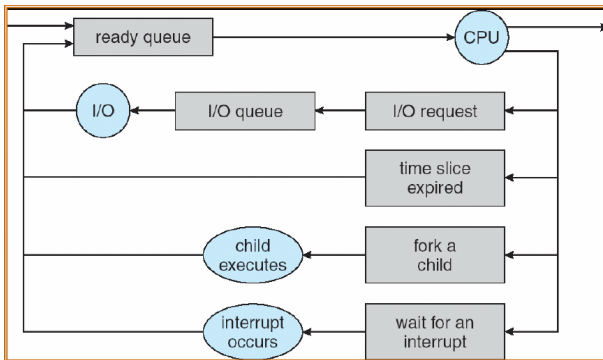 ready queue
CPU
I/O
I/O queue
I/O request
time slice
expired
child
executes
fork a
child
interrupt
occurs
wait for an
interrupt